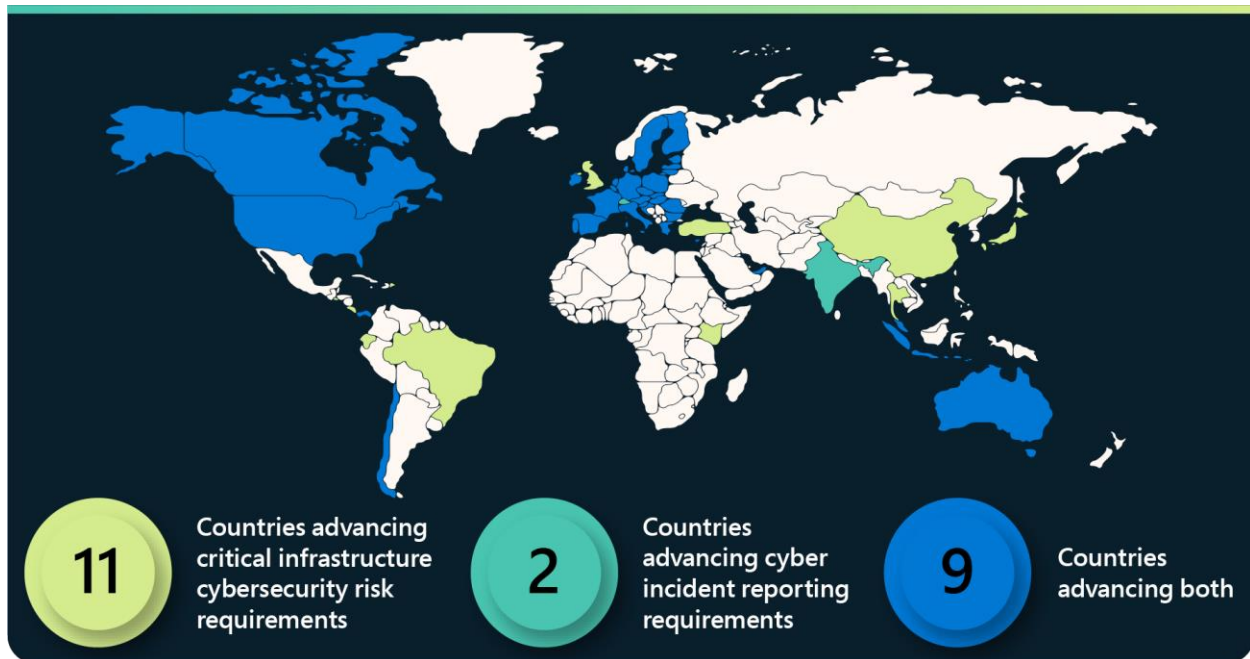 11
Countries advancing
critical infrastructure
cybersecurity risk
requirements
2
Countries
advancing cyber
incident reporting
requirements
9
Countries
advancing both